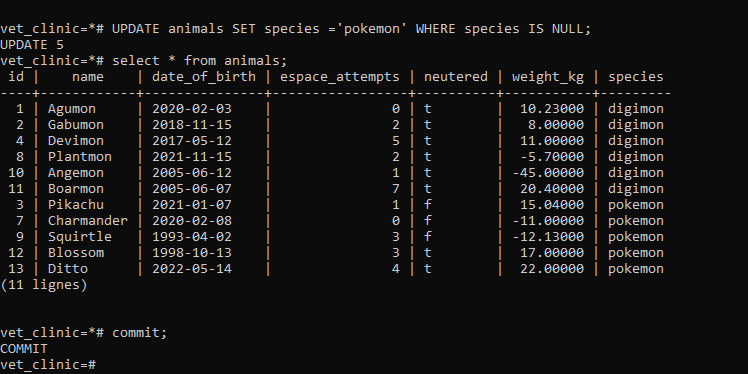 vet_clinic=*# UPDATE animals SET species ='pokemon' WHERE species IS NULL;
UPDATE 5
vet_clinic=*# select * from animals;
 id |    name    | date_of_birth | espace_attempts | neutered | weight_kg | species
----+------------+---------------+-----------------+----------+-----------+---------
  1 | Agumon     | 2020-02-03    |               0 | t        |  10.23000 | digimon
  2 | Gabumon    | 2018-11-15    |               2 | t        |   8.00000 | digimon
  4 | Devimon    | 2017-05-12    |               5 | t        |  11.00000 | digimon
  8 | Plantmon   | 2021-11-15    |               2 | t        |  -5.70000 | digimon
 10 | Angemon    | 2005-06-12    |               1 | t        | -45.00000 | digimon
 11 | Boarmon    | 2005-06-07    |               7 | t        |  20.40000 | digimon
  3 | Pikachu    | 2021-01-07    |               1 | f        |  15.04000 | pokemon
  7 | Charmander | 2020-02-08    |               0 | f        | -11.00000 | pokemon
  9 | Squirtle   | 1993-04-02    |               3 | f        | -12.13000 | pokemon
 12 | Blossom    | 1998-10-13    |               3 | t        |  17.00000 | pokemon
 13 | Ditto      | 2022-05-14    |               4 | t        |  22.00000 | pokemon
(11 lignes)
vet_clinic=*# commit;
COMMIT
vet_clinic=#